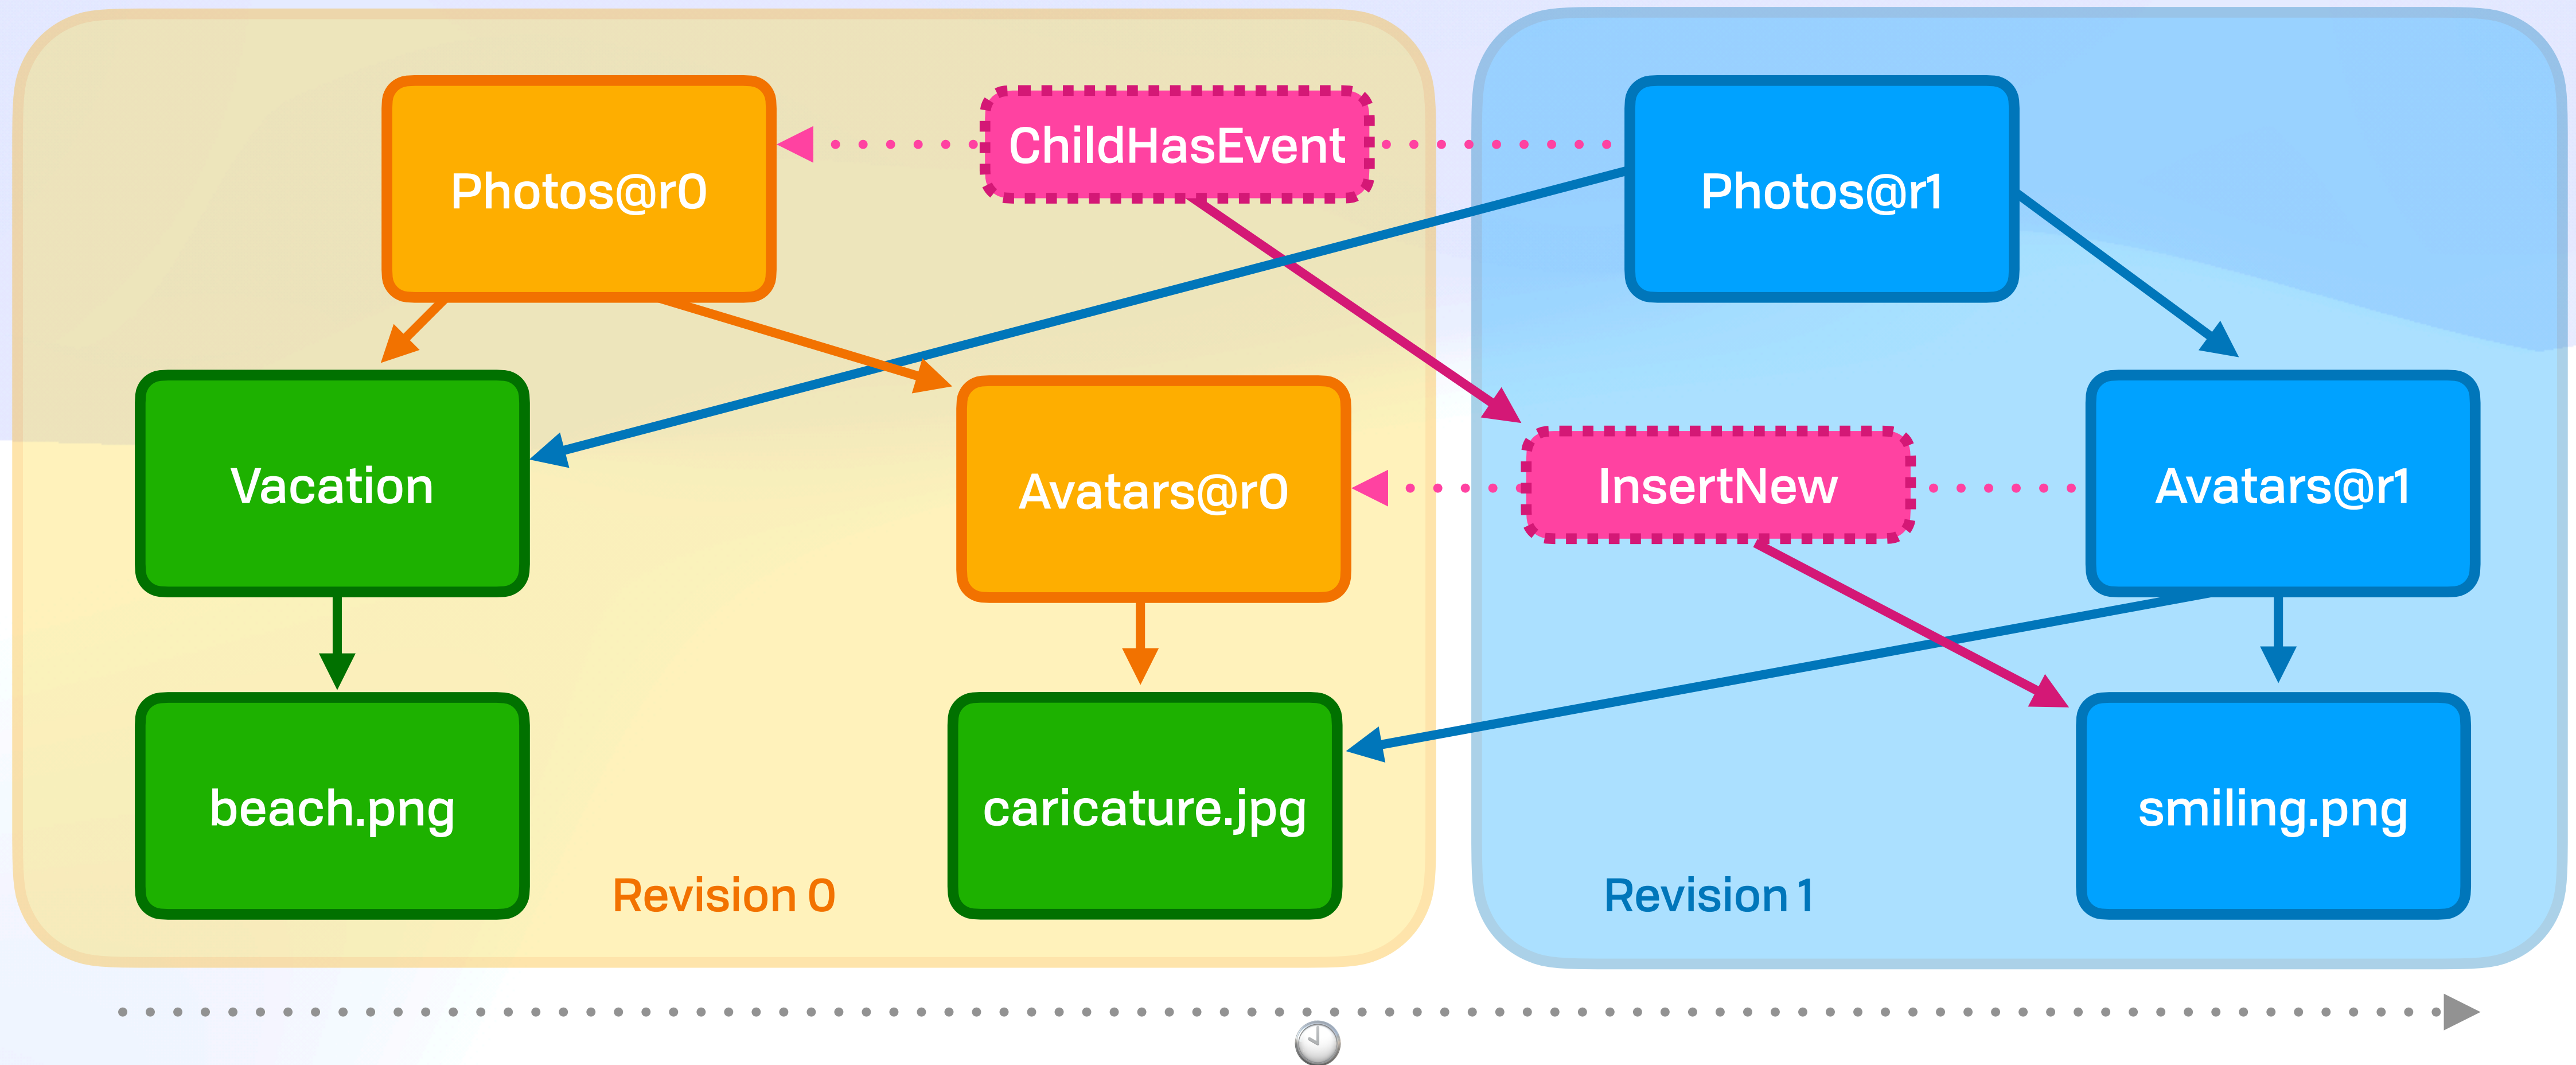 Photos@r0
ChildHasEvent
Photos@r1
Vacation
Avatars@r0
InsertNew
Avatars@r1
beach.png
caricature.jpg
smiling.png
Revision 0
Revision 1